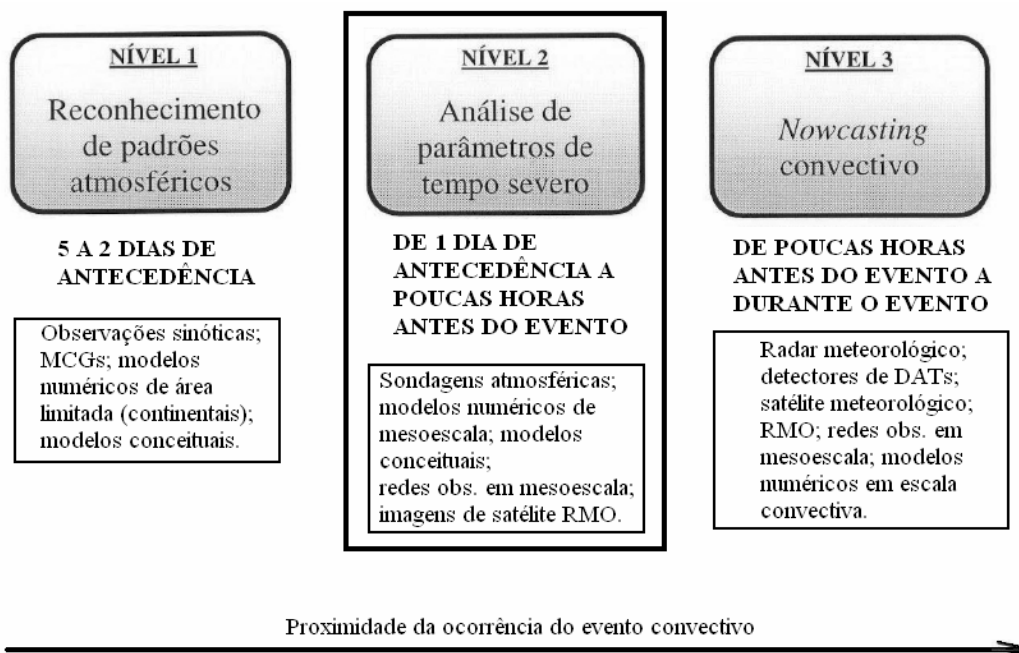 NÍVEL 1
Reconhecimento
de padrões
atmosféricos
5 A 2 DIAS DE
ANTECEDÊNCIA
Observações sinóticas;
MCGs; modelos
numéricos de área
limitada (continentais);
modelos conceituais.
NÍVEL 2
Análise de
parâmetros de
tempo severo
DE 1 DIA DE
ANTECEDÊNCIA A
POUCAS HORAS
ANTES DO EVENTO
Sondagens atmosféricas;
modelos numéricos de
mesoescala; modelos
conceituais;
redes obs. em mesoescala;
imagens de satélite RMO.
NÍVEL 3
Nowcasting
convectivo
DE POUCAS HORAS
ANTES DO EVENTO A
DURANTE O EVENTO
Radar meteorológico;
detectores de DATs;
satélite meteorológico;
RMO; redes obs. em
mesoescala; modelos
numéricos em escala
convectiva.
Proximidade da ocorrência do evento convectivo